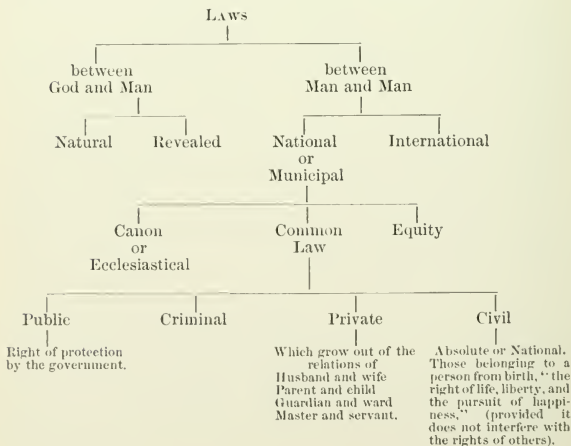 LAWS
between
God and Man
between
Man and Man
Natural
Revealed
National
or
Municipal
International
Canon
or
Ecclesiastical
Common
Law
Equity
Public
Criminal
Private
Civil
Right of protection
by the government.
Which grow out of the
relations of
Husband and wife
Parent and child
Guardian and ward
Master and servant.
Absolute or National.
Those belonging to a
person from birth, “the
right of life, liberty, and
the pursuit of happi-
ness,” (provided it
does not interfere with
the rights of others).